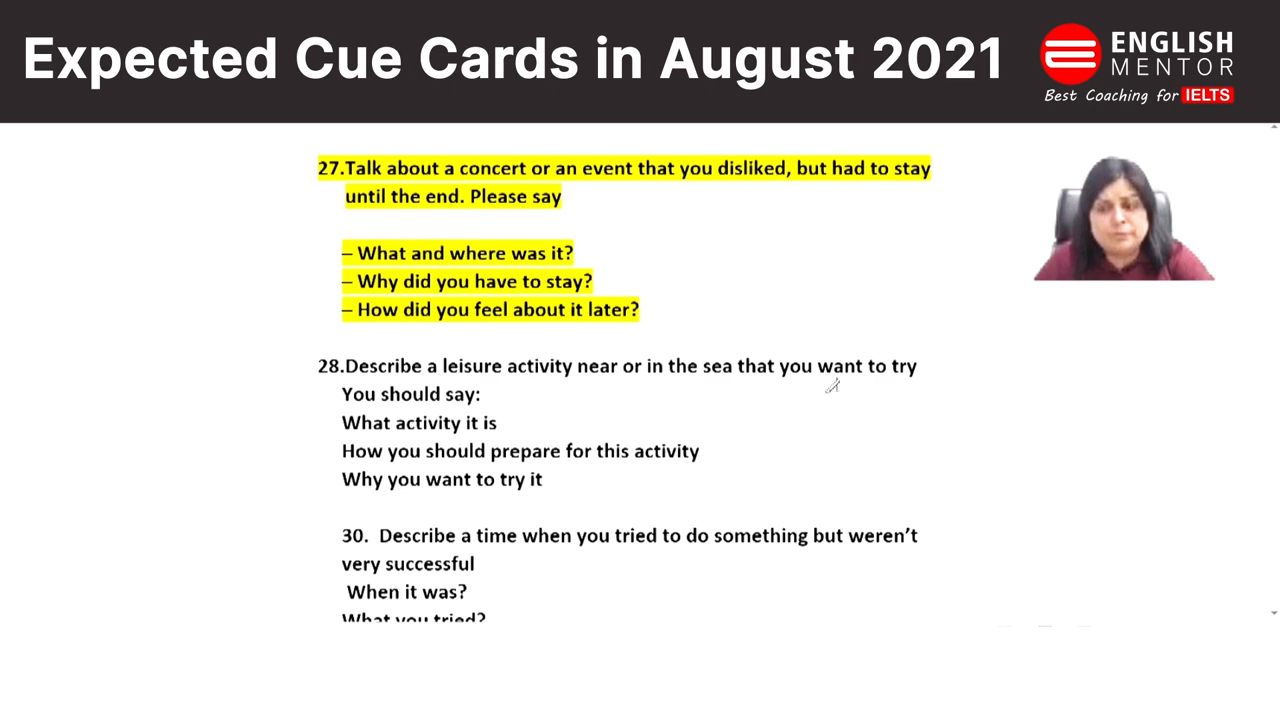 Expected Cue Cards in August 2021
ENGLISH
MENTOR
Best Coaching for IELTS
27.Talk about a concert or an event that you disliked, but had to stay
until the end. Please say
– What and where was it?
– Why did you have to stay?
– How did you feel about it later?
28.Describe a leisure activity near or in the sea that you want to try
You should say:
What activity it is
How you should prepare for this activity
Why you want to try it
30. Describe a time when you tried to do something but weren’t
very successful
When it was?
What you tried?